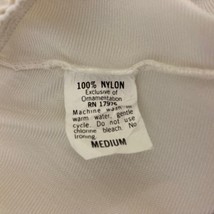 100% NYLON
Exclusive of
Ornamentation
RN 17975
Machine wash in
warm water, gentle
cycle. Do not use
chlorine bleach. No
ironing.
MEDIUM